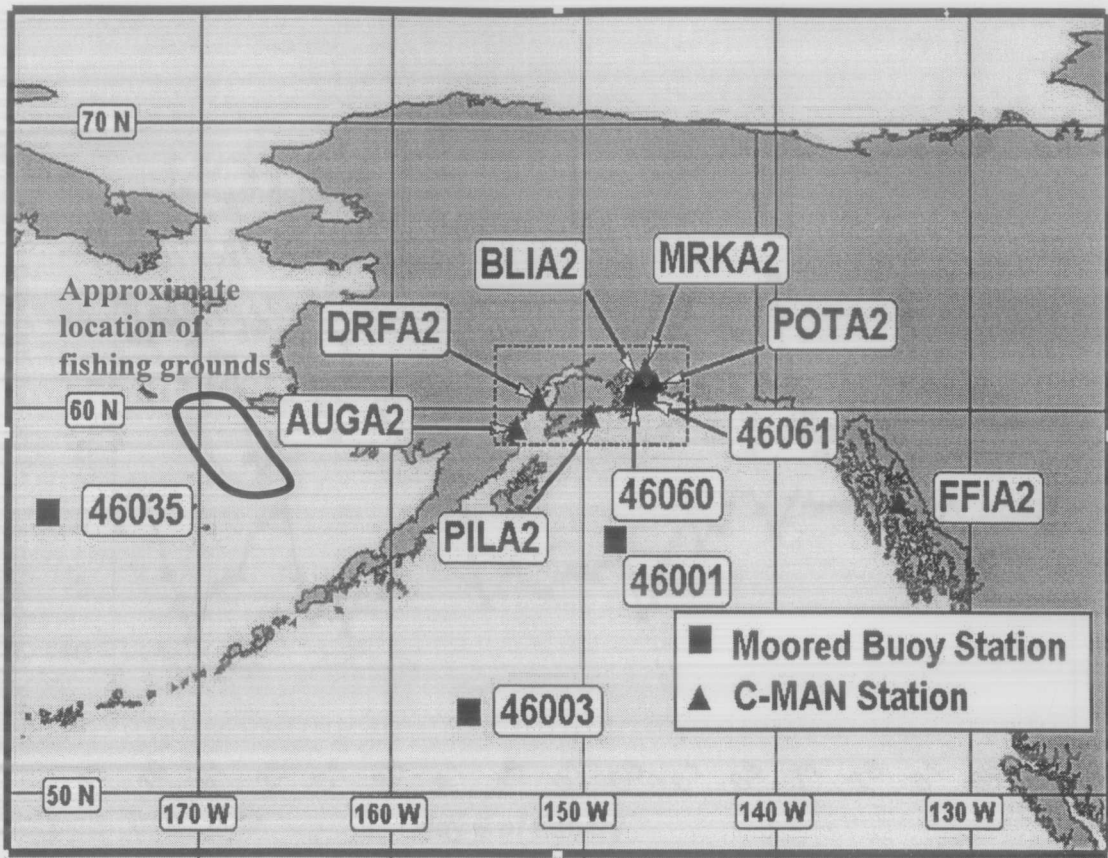 70 N
BLIA2
MRKA2
Approximate
location of
fishing grounds
DRFA2
POTA2
60 N
AUGA2
46061
46035
46060
FFIA2
PILA2
46001
Moored Buoy Station
C-MAN Station
46003
50 N
170 W
160 W
150 W
140 W
130 W